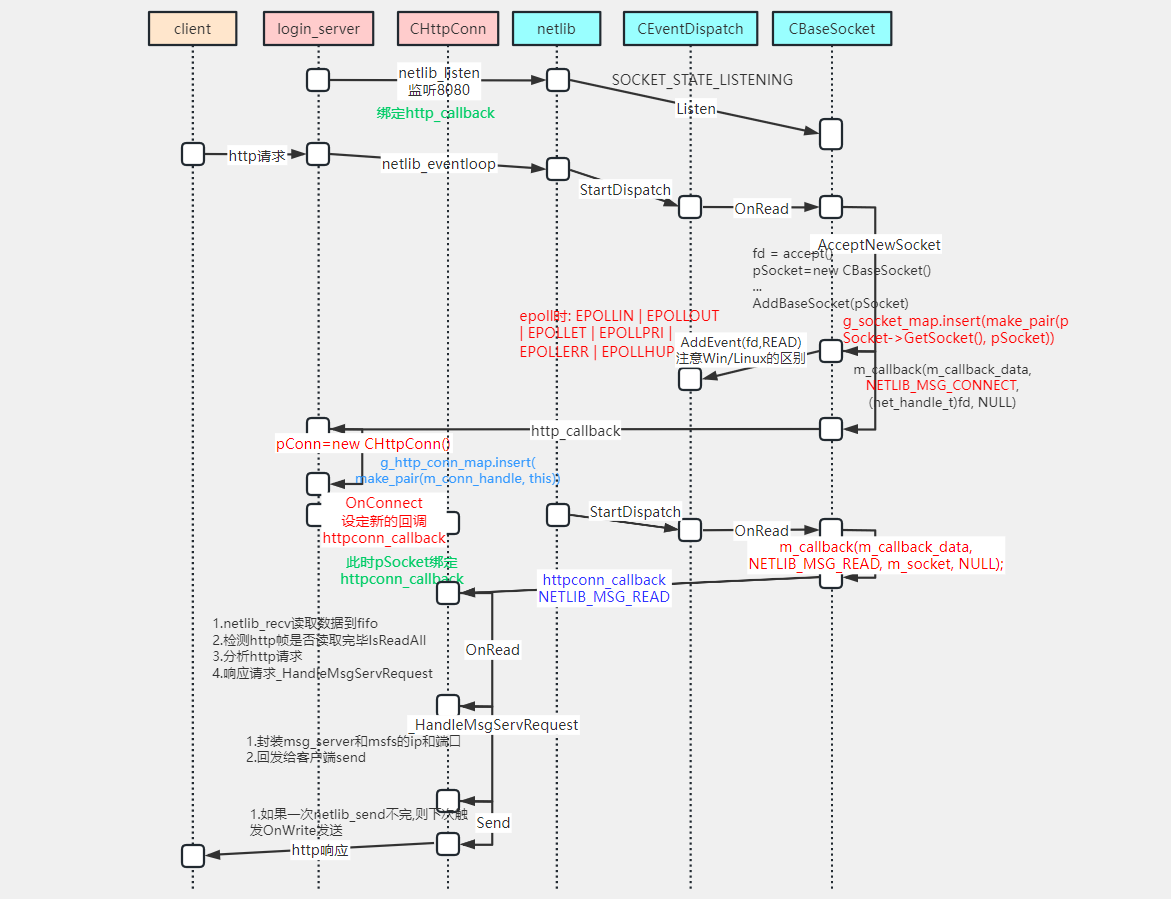 client
login_server
CHttpConn
netlib
CEventDispatch
CBaseSocket
netlib_listen
监听8080
绑定http_callback
SOCKET_STATE_LISTENING
Listen
http请求
netlib_eventloop
StartDispatch
OnRead
AcceptNewSocket
fd = accept()
pSocket=new CBaseSocket()
...
AddBaseSocket(pSocket)
g_socket_map.insert(make_pair(p
Socket->GetSocket(), pSocket))
epoll时: EPOLLIN | EPOLLOUT
| EPOLLET | EPOLLPRI |
EPOLLERR | EPOLLHUP
AddEvent(fd,READ)
注意Win/Linux的区别
m_callback(m_callback_data,
NETLIB_MSG_CONNECT,
(net_handle_t)fd, NULL)
http_callback
pConn=new CHttpConn()
g_http_conn_map.insert(
make_pair(m_conn_handle, this))
OnConnect
设定新的回调
httpconn_callback
StartDispatch
OnRead
m_callback(m_callback_data,
NETLIB_MSG_READ, m_socket, NULL);
此时pSocket绑定
httpconn_callback
httpconn_callback
NETLIB_MSG_READ
1.netlib_recv读取数据到fifo
2.检测http帧是否读取完毕IsReadAll
3.分析http请求
4.响应请求_HandleMsgServRequest
OnRead
_HandleMsgServRequest
1.封装msg_server和msfs的ip和端口
2.回发给客户端send
1.如果一次netlib_send不完,则下次触
发OnWrite发送
Send
http响应